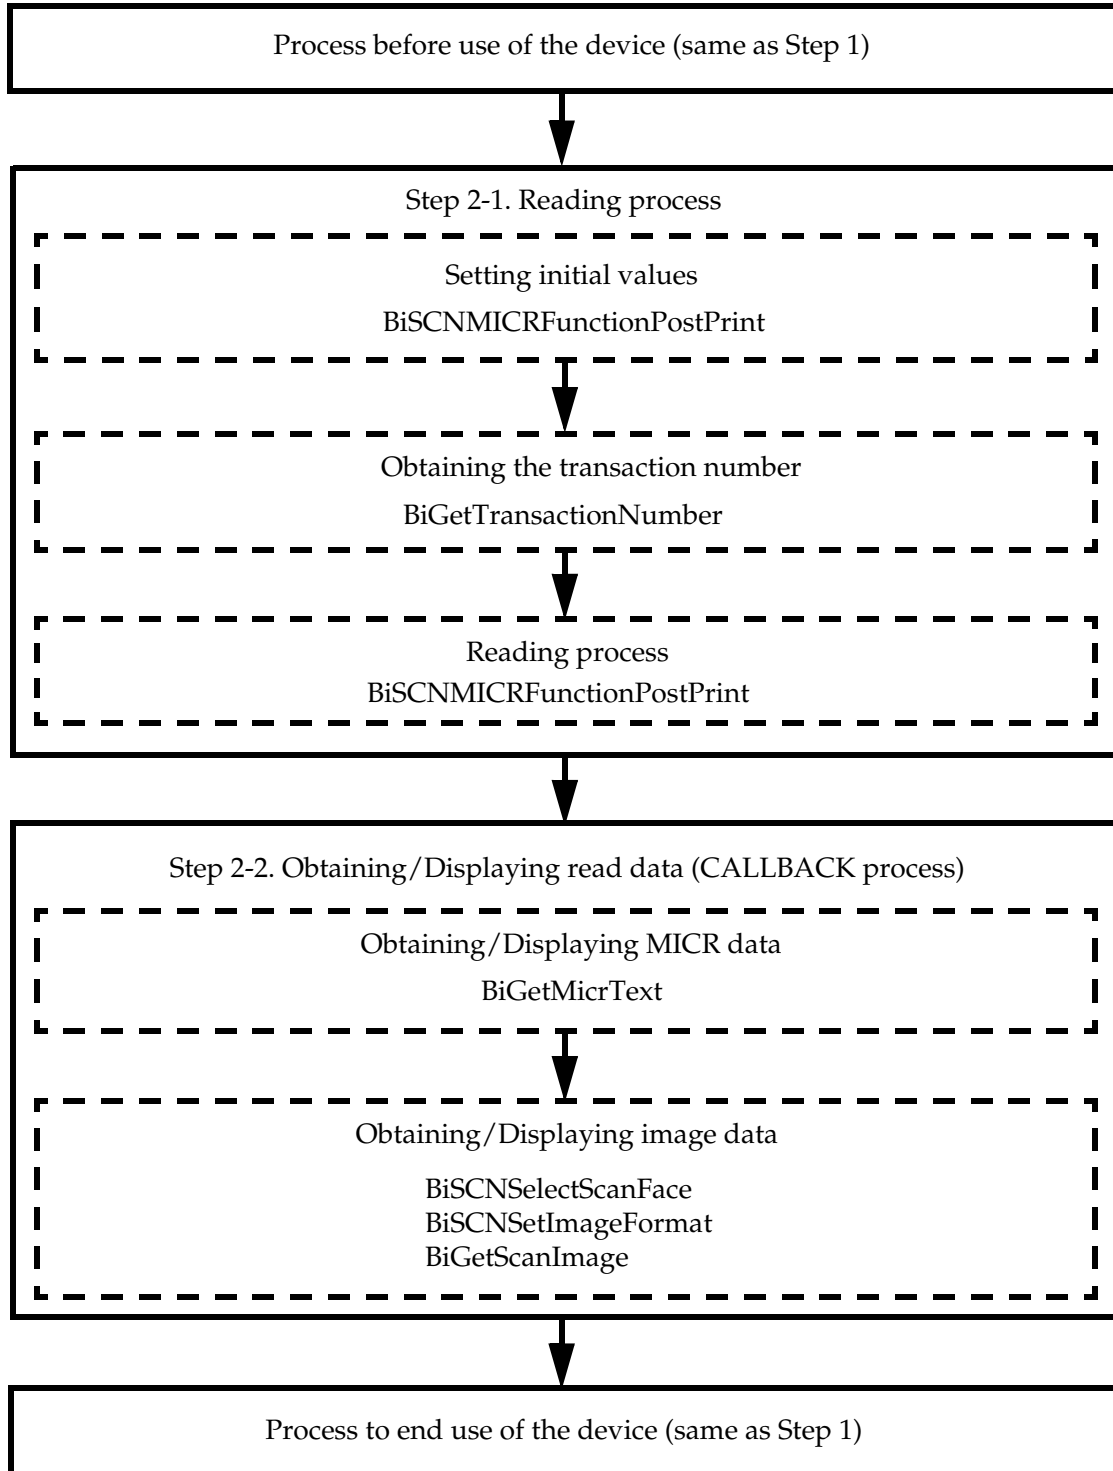 Process before use of the device (same as Step 1)
Step 2-1. Reading process
Setting initial values
BiSCNMICRFunctionPostPrint
Obtaining the transaction number
BiGetTransactionNumber
Reading process
BiSCNMICRFunctionPostPrint
Step 2-2. Obtaining/Displaying read data (CALLBACK process)
Obtaining/Displaying MICR data
BiGetMicrText
Obtaining/Displaying image data
BiSCNSelectScanFace
BiSCNSetImageFormat
BiGetScanImage
Process to end use of the device (same as Step 1)